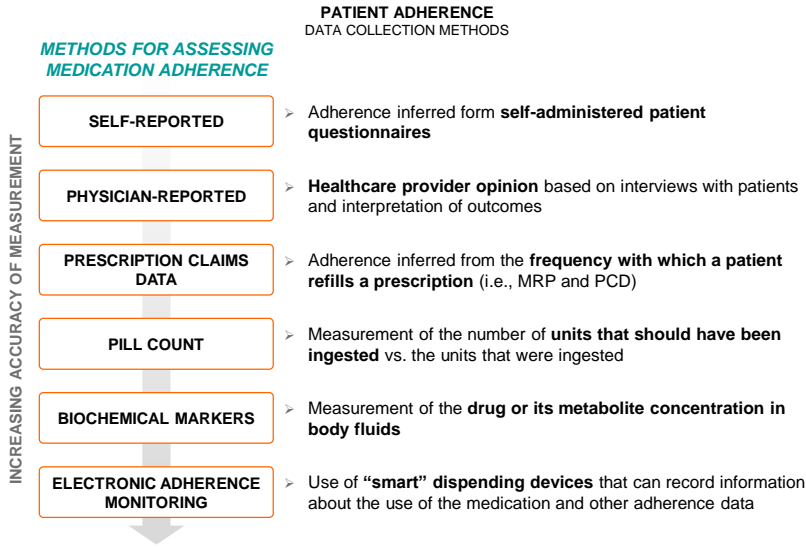 PATIENT ADHERENCE
DATA COLLECTION METHODS
METHODS FOR ASSESSING
MEDICATION ADHERENCE
INCREASING ACCURACY OF MEASUREMENT
SELF-REPORTED
➢ Adherence inferred form self-administered patient
questionnaires
PHYSICIAN-REPORTED
➢ Healthcare provider opinion based on interviews with patients
and interpretation of outcomes
PRESCRIPTION CLAIMS
DATA
➢ Adherence inferred from the frequency with which a patient
refills a prescription (i.e., MRP and PCD)
PILL COUNT
➢ Measurement of the number of units that should have been
ingested vs. the units that were ingested
BIOCHEMICAL MARKERS
➢ Measurement of the drug or its metabolite concentration in
body fluids
ELECTRONIC ADHERENCE
MONITORING
➢ Use of “smart” dispending devices that can record information
about the use of the medication and other adherence data